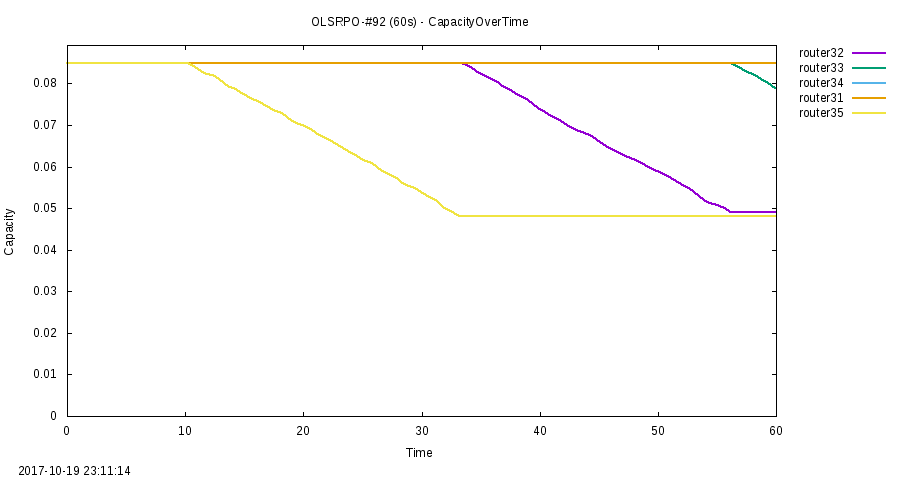 OLSRPO-#92 (60s) - CapacityOverTime
router32
router33
router34
router31
router35
0.08
0.07
0.06
0.05
0.04
0.03
0.02
0.01
0
Capacity
0 10 20 30 40 50 60
Time
2017-10-19 23:11:14